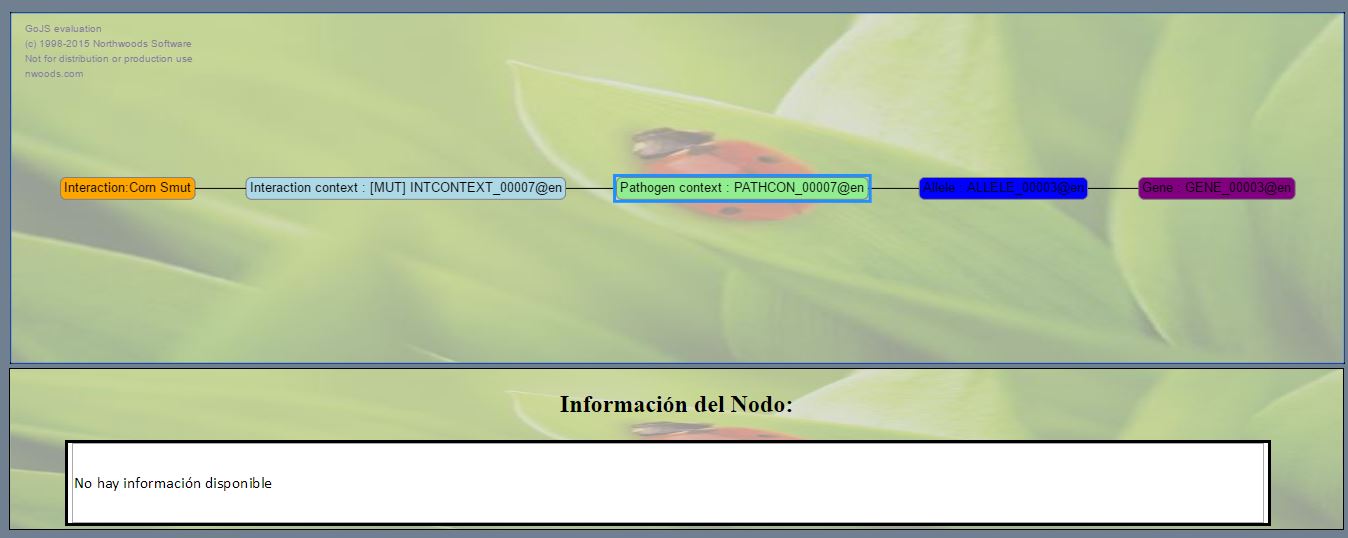 GoJS evaluation
(c) 1998-2015 Northwoods Software
Not for distribution or production use
nwoods.com
Interaction:Corn Smut
Interaction context : [MUT] INTCONTEXT_00007@en
Pathogen context : PATHCON_00007@en
Allele : ALLELE_00003@en
Gene : GENE_00003@en
Información del Nodo:
No hay información disponible